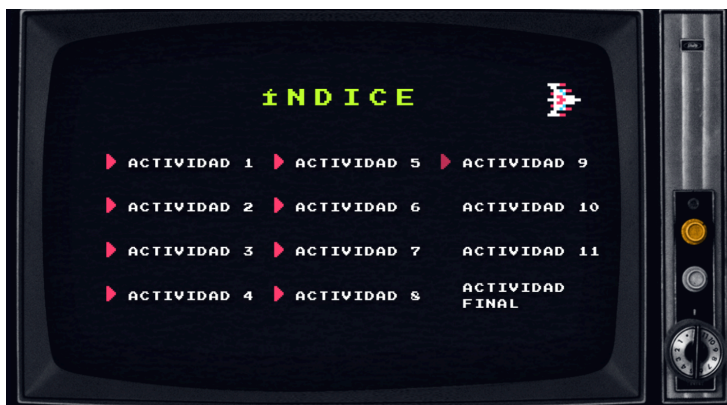 íNDICE
ACTIVIDAD 1
ACTIVIDAD 2
ACTIVIDAD 3
ACTIVIDAD 4
ACTIVIDAD 5
ACTIVIDAD 6
ACTIVIDAD 7
ACTIVIDAD 8
ACTIVIDAD 9
ACTIVIDAD 10
ACTIVIDAD 11
ACTIVIDAD
FINAL